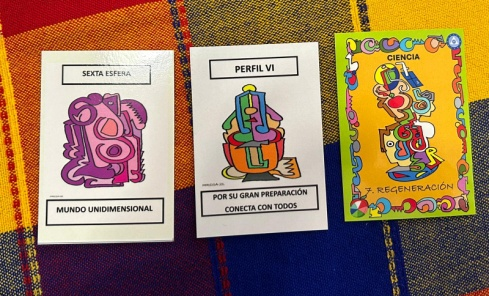 SEXTA ESFERA
MUNDO UNIDIMENSIONAL
PERFIL VI
POR SU GRAN PREPARACIÓN
CONECTA CON TODOS
CIENCIA
7. REGENERACIÓN